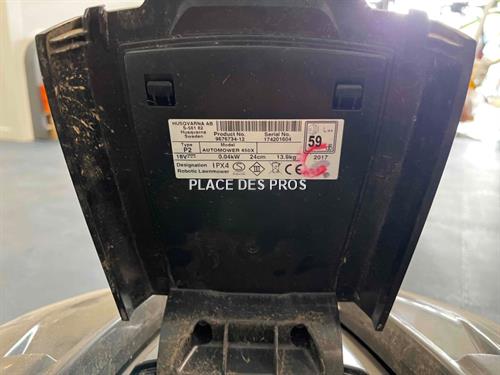 HUSQVARNA AB
S-561 82
Huskvarna
Sweden
Product No.
9676734-12
Serial No.
174201604
Type
P2
Model
AUTOMOWER 450X
18V
0.04kW
24cm
13.9kg
2017
Designation
IPX4
Robotic Lawnmower
59
PLACE DES PROS